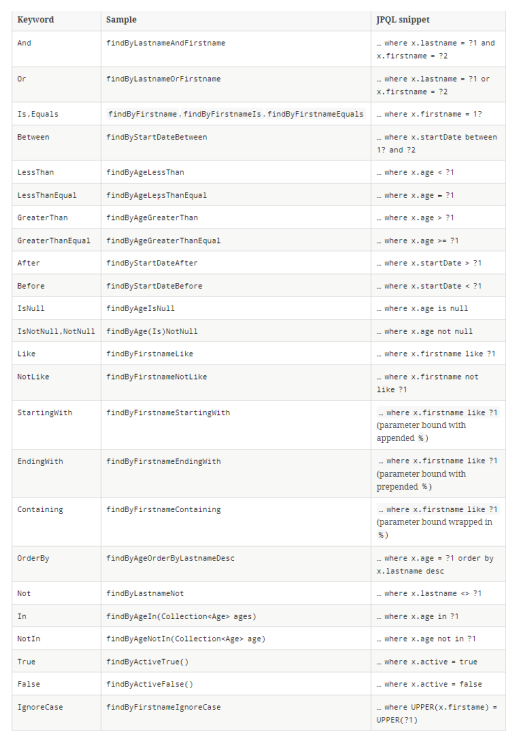 Keyword Sample JPQL snippet
And findByLastnameAndFirstname … where x.lastname = ?1 and
x.firstname = ?2
Or findByLastnameOrFirstname … where x.lastname = ?1 or
x.firstname = ?2
Is,Equals findByFirstname,findByFirstnameIs,findByFirstnameEquals … where x.firstname = 1?
Between findByStartDateBetween … where x.startDate between
1? and ?2
LessThan findByAgeLessThan … where x.age < ?1
LessThanEqual findByAgeLessThanEqual … where x.age = ?1
GreaterThan findByAgeGreaterThan … where x.age > ?1
GreaterThanEqual findByAgeGreaterThanEqual … where x.age >= ?1
After findByStartDateAfter … where x.startDate > ?1
Before findByStartDateBefore … where x.startDate < ?1
IsNull findByAgeIsNull … where x.age is null
IsNotNull,NotNull findByAge(Is)NotNull … where x.age not null
Like findByFirstnameLike … where x.firstname like ?1
NotLike findByFirstnameNotLike … where x.firstname not
like ?1
StartingWith findByFirstnameStartingWith … where x.firstname like ?1
(parameter bound with
appended %)
EndingWith findByFirstnameEndingWith … where x.firstname like ?1
(parameter bound with
prepended %)
Containing findByFirstnameContaining … where x.firstname like ?1
(parameter bound wrapped in
%)
OrderBy findByAgeOrderByLastnameDesc … where x.age = ?1 order by
x.lastname desc
Not findByLastnameNot … where x.lastname <> ?1
In findByAgeIn(Collection<Age> ages) … where x.age in ?1
NotIn findByAgeNotIn(Collection<Age> age) … where x.age not in ?1
True findByActiveTrue() … where x.active = true
False findByActiveFalse() … where x.active = false
IgnoreCase findByFirstnameIgnoreCase … where UPPER(x.firstame) =
UPPER(?1)